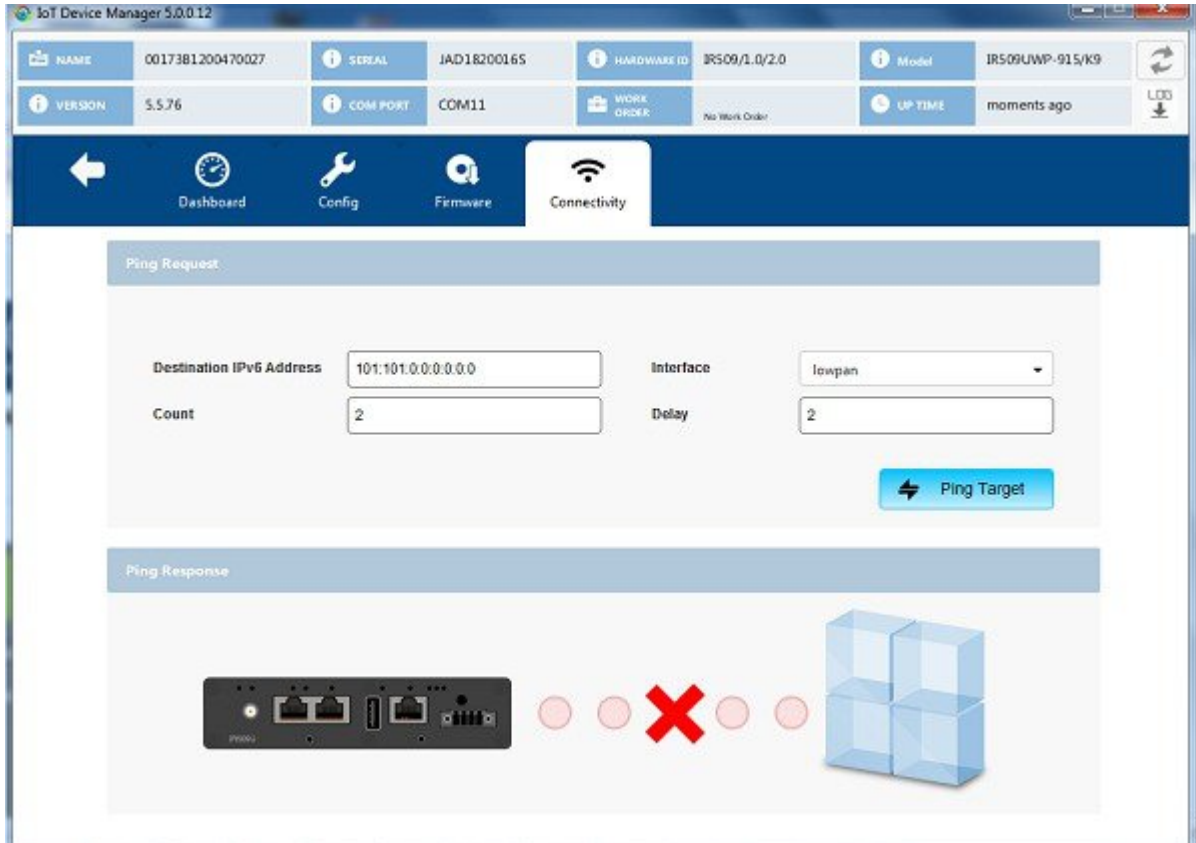 IoT Device Manager 5.0.0.12
NAME 00173B1200470027 SERIAL JAD1820016S HARDWARE ID IR509/1.0/2.0 Model IR509UWP-915/K9
VERSION 5.5.76 COM PORT COM11 WORK ORDER No Work Order UP TIME moments ago LOG
Dashboard Config Firmware Connectivity
Ping Request
Destination IPv6 Address 101:101:0:0:0:0:0:0 Interface lowpan
Count 2 Delay 2
Ping Target
Ping Response